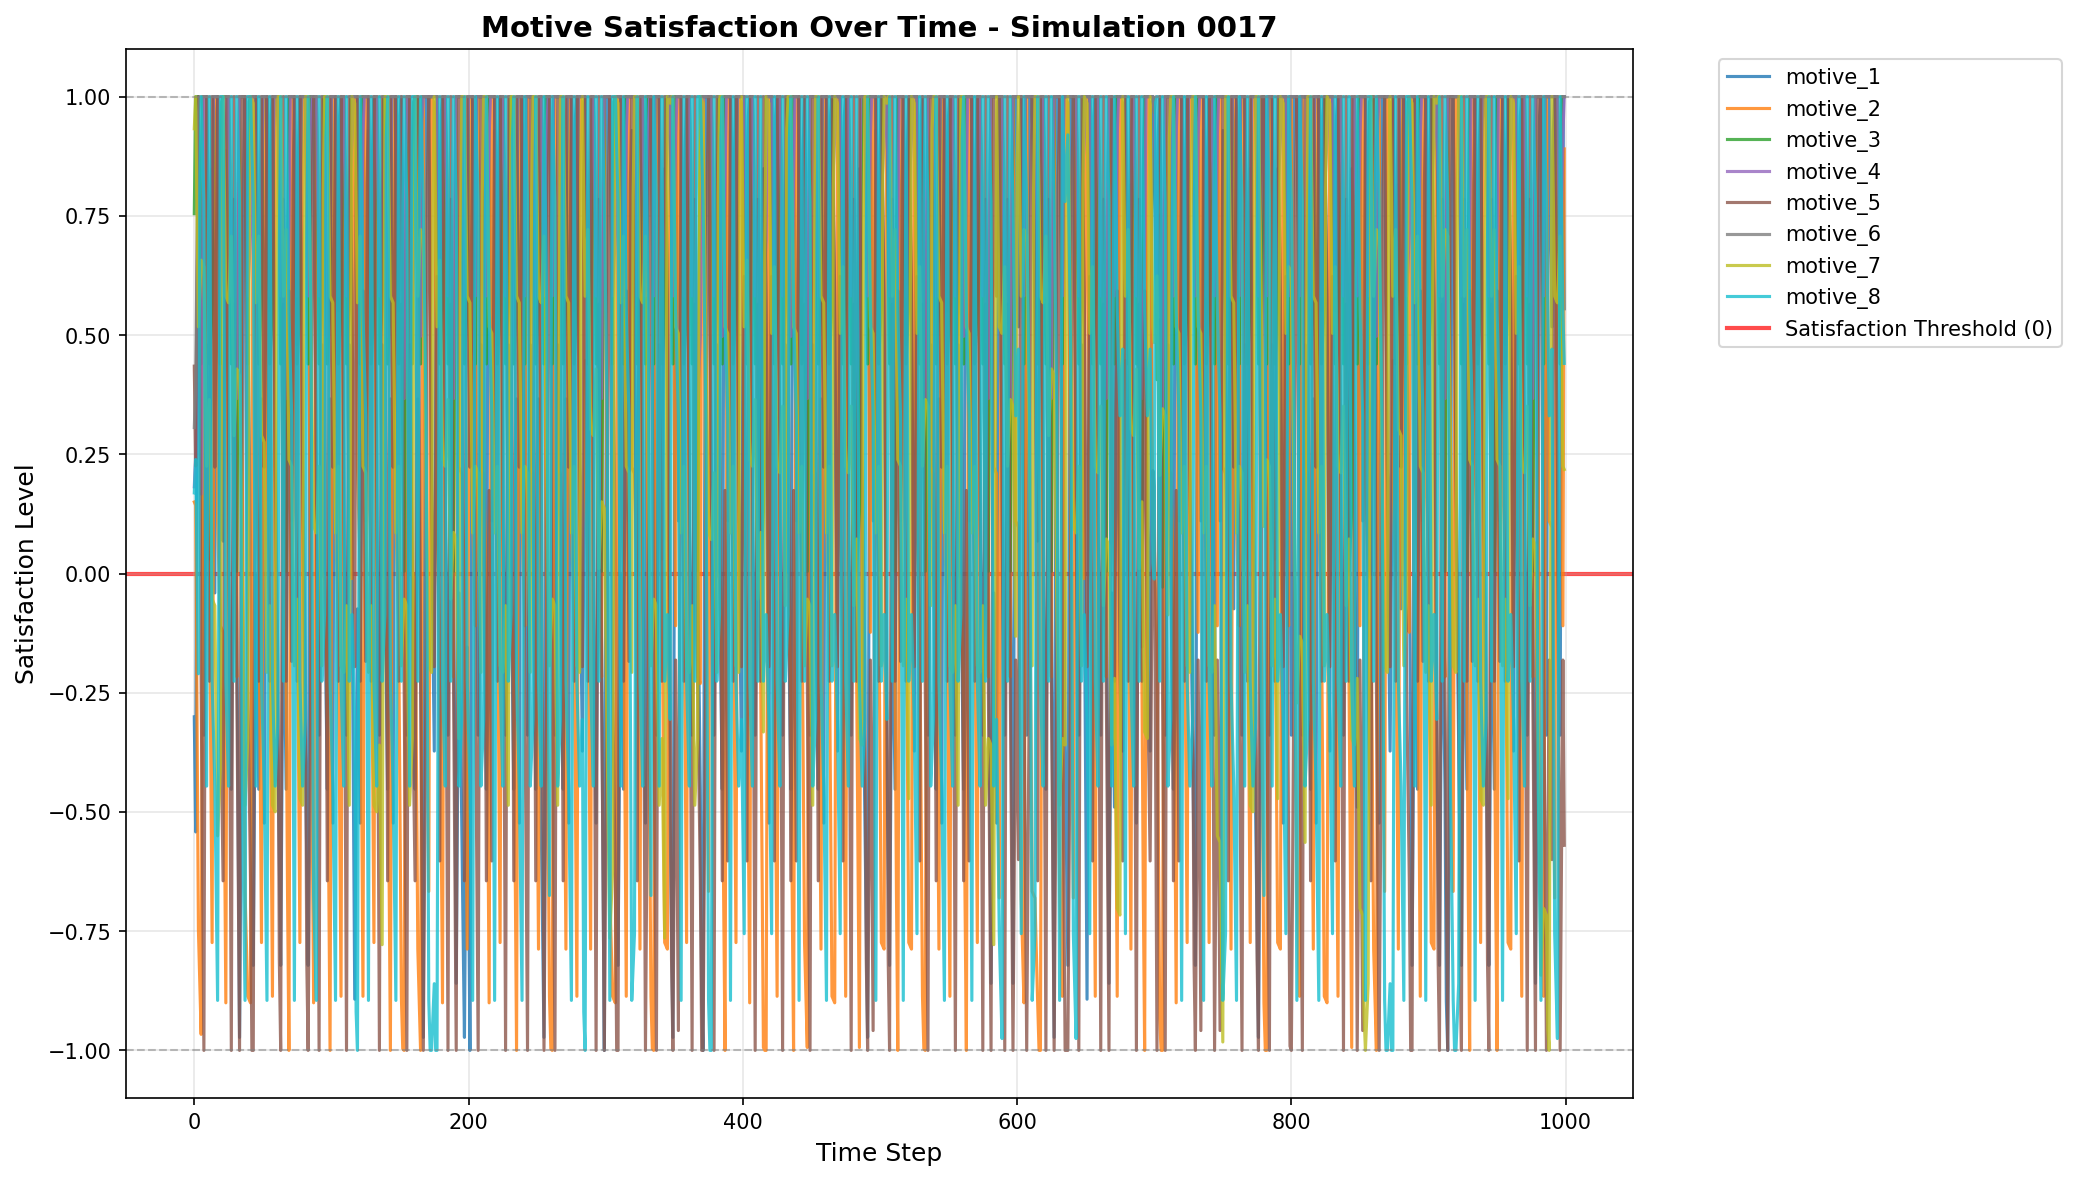 Motive Satisfaction Over Time - Simulation 0017
1.00
0.75
0.50
0.25
0.00
−0.25
−0.50
−0.75
−1.00
Satisfaction Level
0 200 400 600 800 1000
Time Step
motive_1
motive_2
motive_3
motive_4
motive_5
motive_6
motive_7
motive_8
Satisfaction Threshold (0)